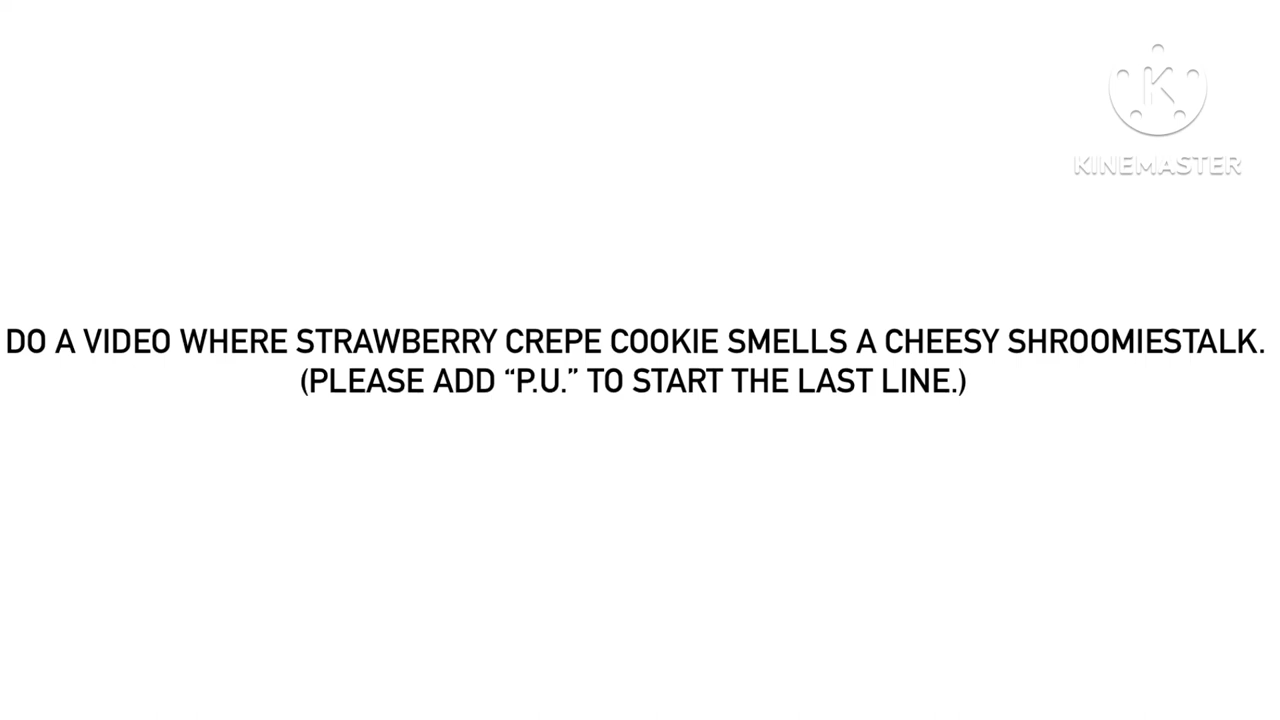 KINEMASTER
DO A VIDEO WHERE STRAWBERRY CREPE COOKIE SMELLS A CHEESY SHROOMIESTALK.
(PLEASE ADD “P.U.” TO START THE LAST LINE.)